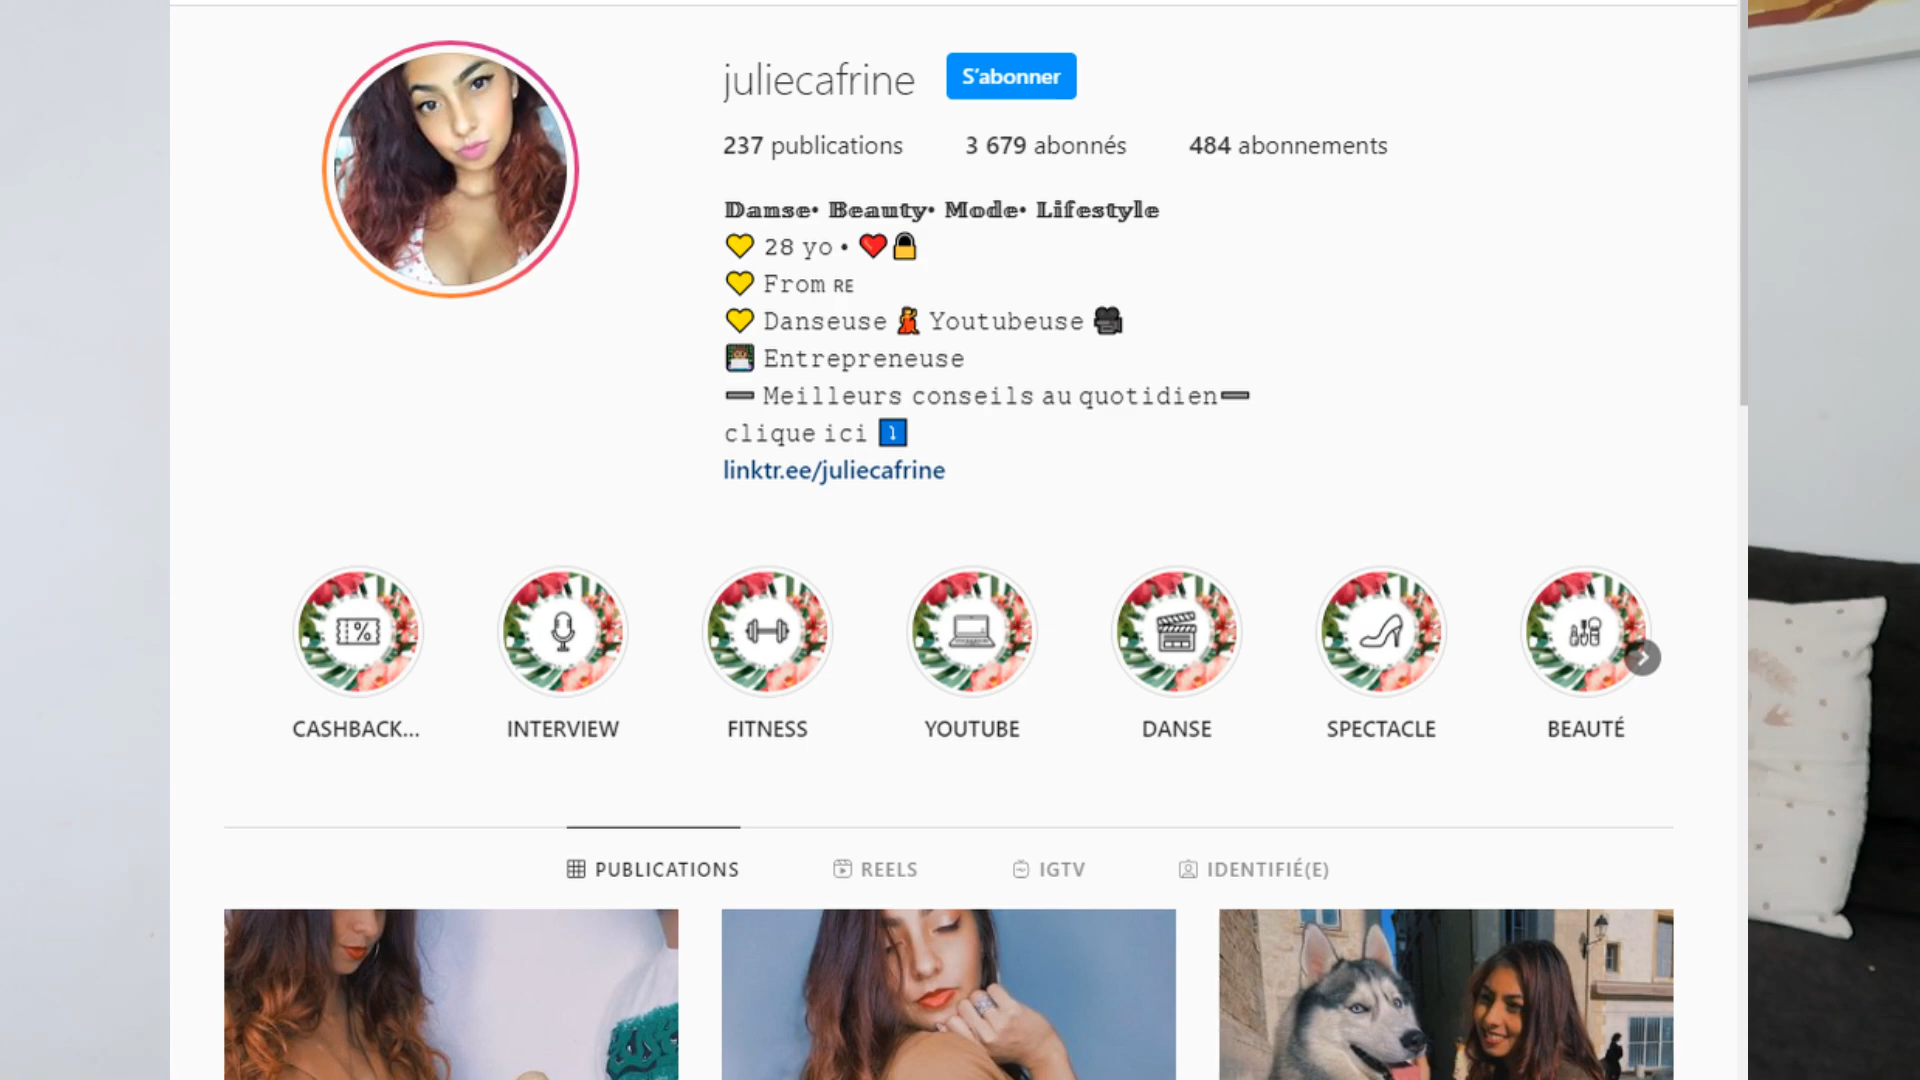 juliecafrine S'abonner
237 publications 3 679 abonnés 484 abonnements
Danse• Beauty• Mode• Lifestyle
💛 28 yo • ❤️🔒
💛 From RE
💛 Danseuse 💃 Youtubeuse 🎥
👩🏽‍💻 Entrepreneuse
➖ Meilleurs conseils au quotidien➖
clique ici ⤵️
linktr.ee/juliecafrine
CASHBACK... INTERVIEW FITNESS YOUTUBE DANSE SPECTACLE BEAUTÉ
PUBLICATIONS REELS IGTV IDENTIFIÉ(E)